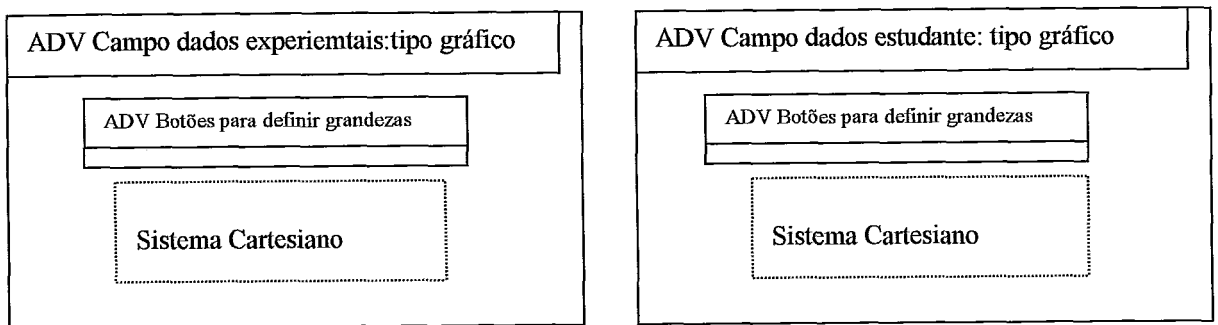 ADV Campo dados experiemtais:tipo gráfico
ADV Botões para definir grandezas
Sistema Cartesiano
ADV Campo dados estudante: tipo gráfico
ADV Botões para definir grandezas
Sistema Cartesiano